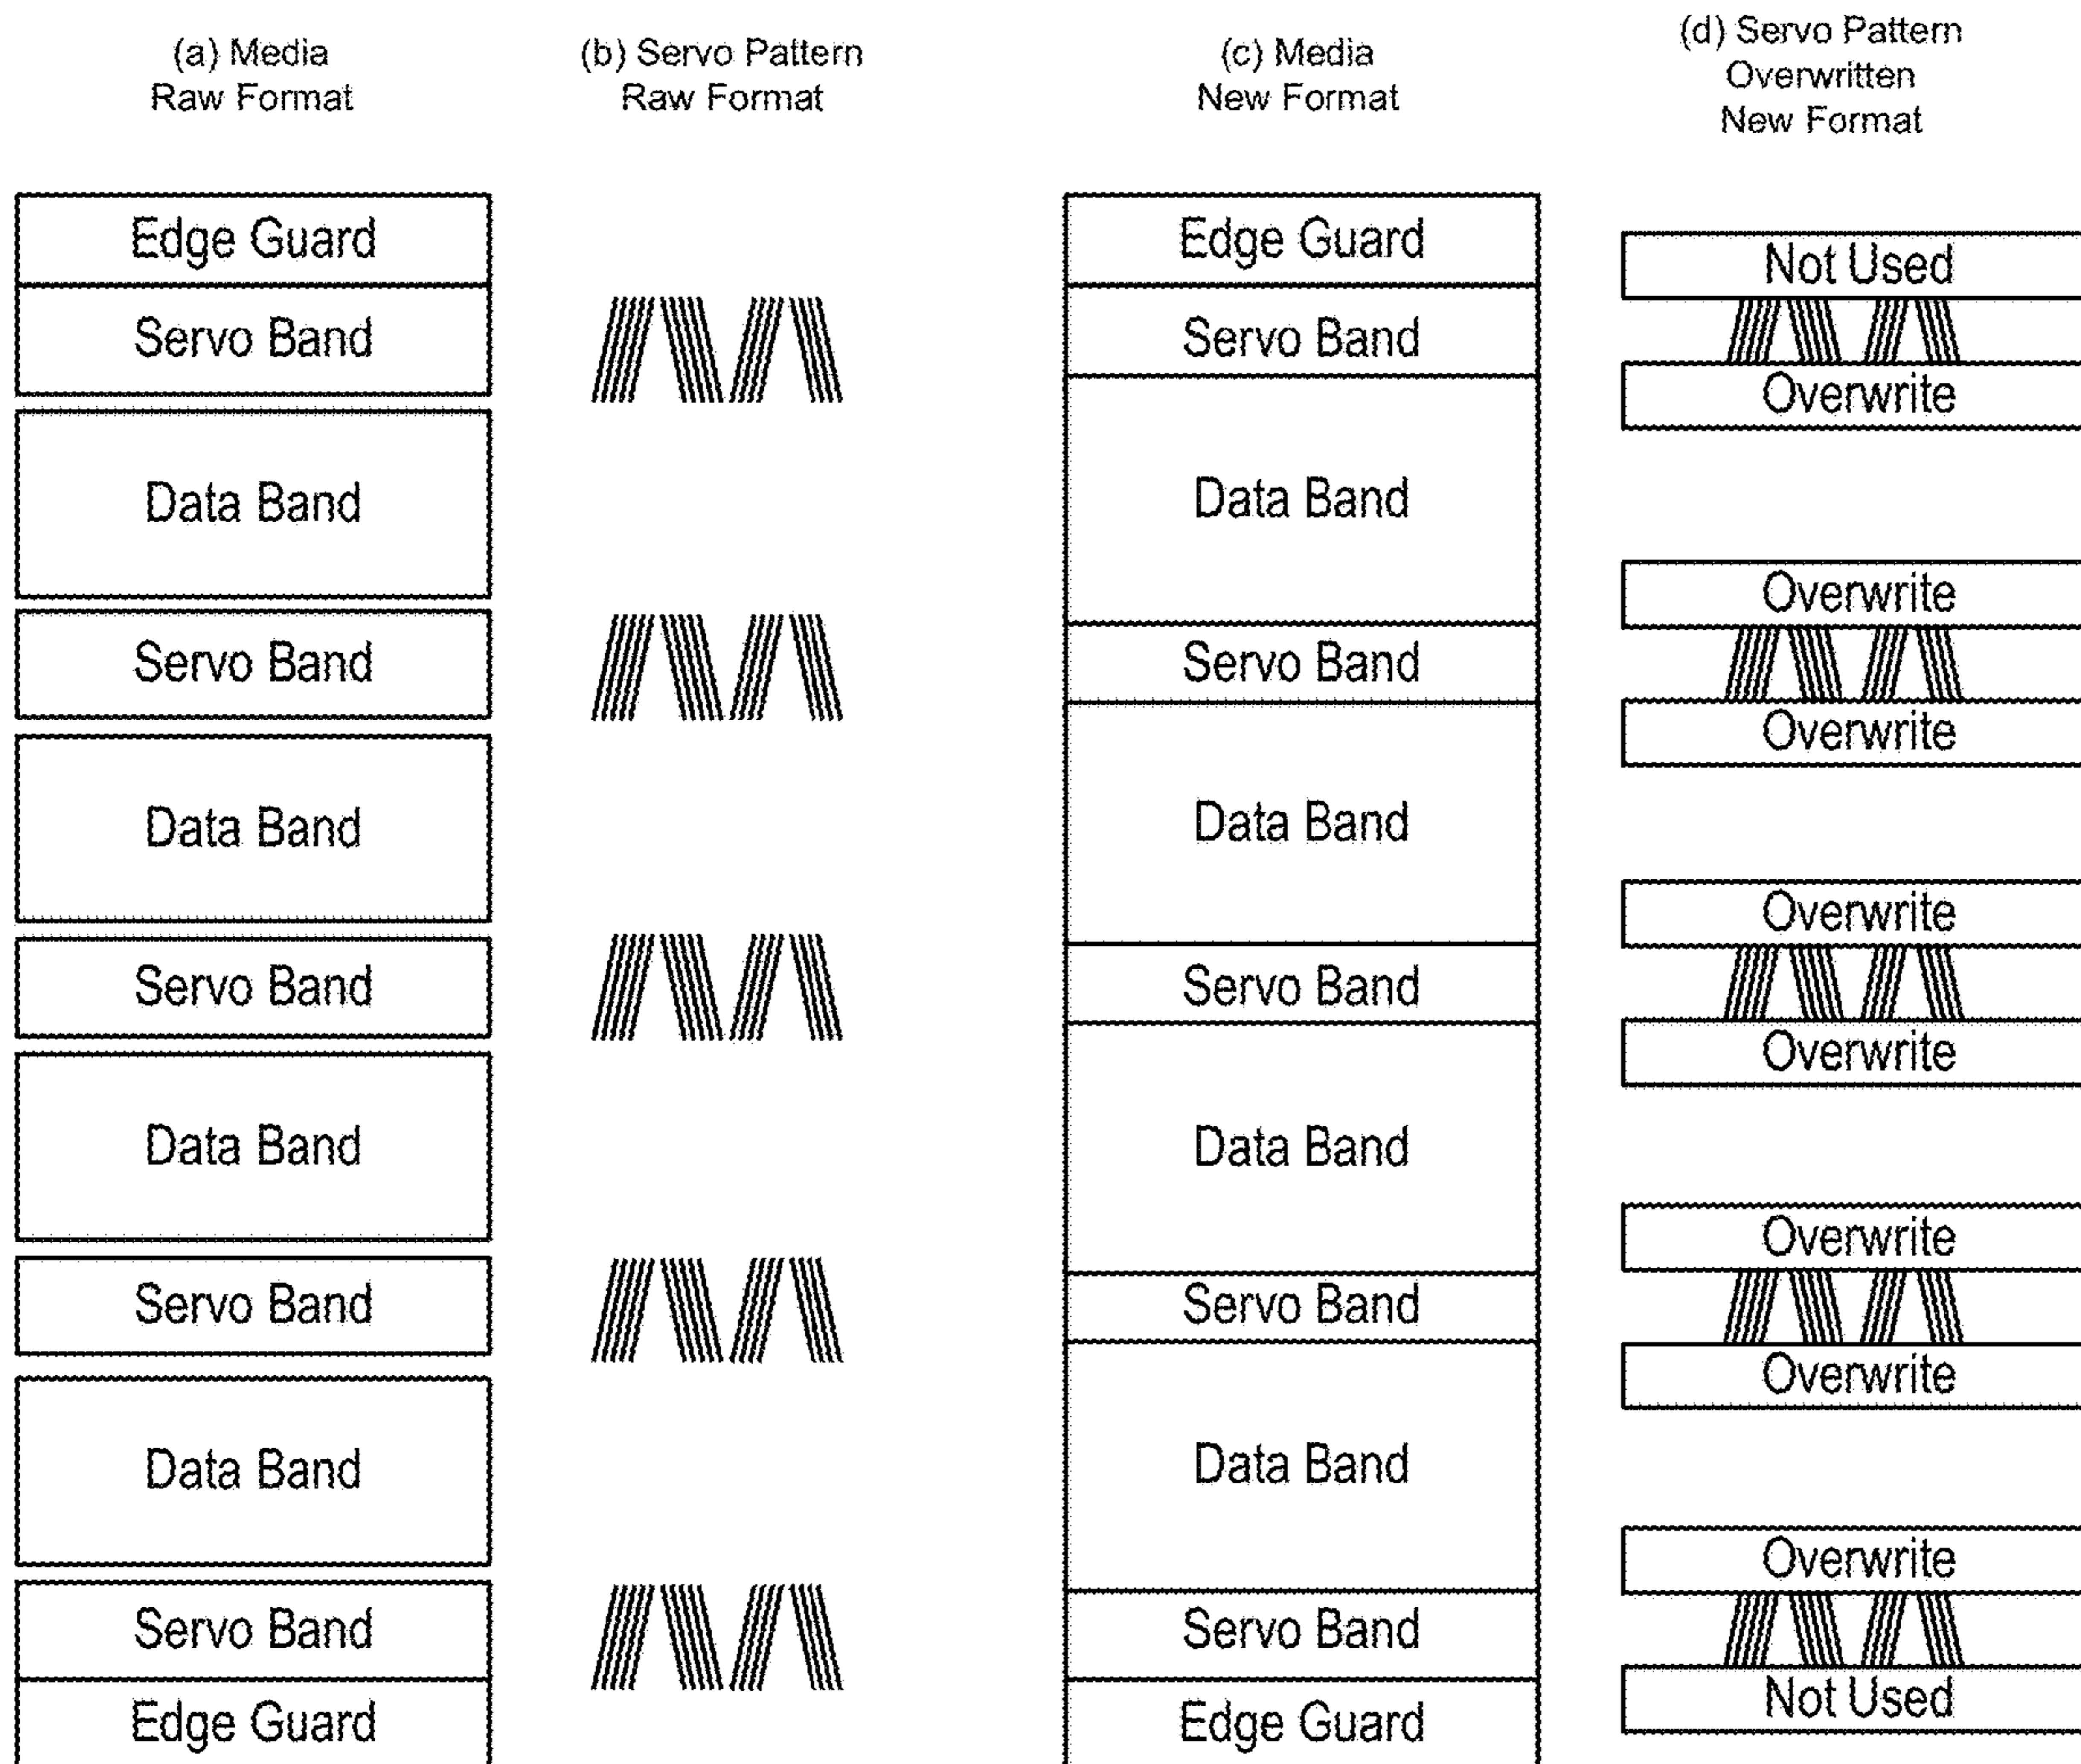 (a) Media
Raw Format
(b) Servo Pattern
Raw Format
(c) Media
New Format
(d) Servo Pattern
Overwritten
New Format
Edge Guard
Servo Band
Data Band
Servo Band
Data Band
Servo Band
Data Band
Servo Band
Data Band
Servo Band
Edge Guard
Edge Guard
Servo Band
Data Band
Servo Band
Data Band
Servo Band
Data Band
Servo Band
Data Band
Servo Band
Edge Guard
Not Used
Overwrite
Overwrite
Overwrite
Overwrite
Overwrite
Overwrite
Overwrite
Overwrite
Not Used